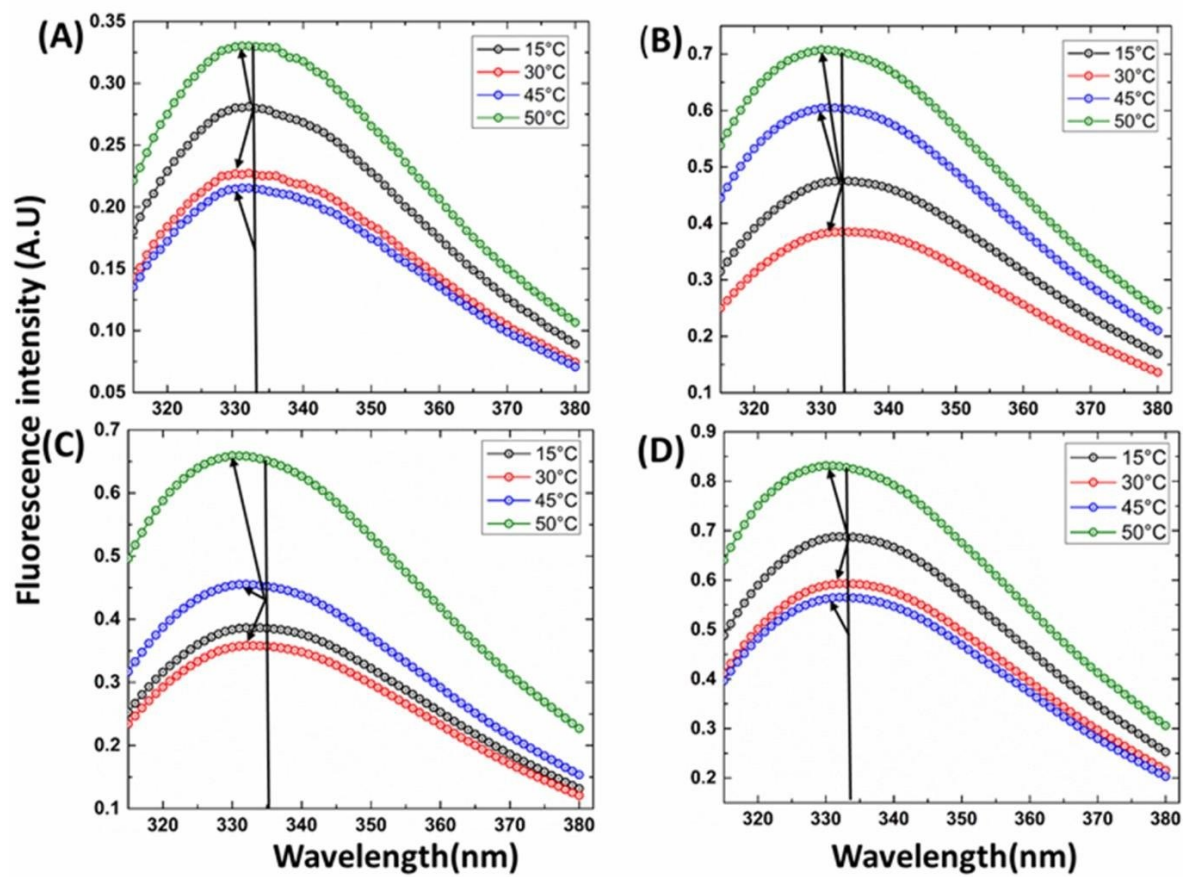 (A)
0.35
0.30
0.25
0.20
0.15
0.10
0.05
15°C
30°C
45°C
50°C
320 330 340 350 360 370 380
(B)
0.7
0.6
0.5
0.4
0.3
0.2
0.1
15°C
30°C
45°C
50°C
320 330 340 350 360 370 380
Fluorescence intensity (A.U)
(C)
0.7
0.6
0.5
0.4
0.3
0.2
0.1
15°C
30°C
45°C
50°C
320 330 340 350 360 370 380
Wavelength(nm)
(D)
0.9
0.8
0.7
0.6
0.5
0.4
0.3
0.2
15°C
30°C
45°C
50°C
320 330 340 350 360 370 380
Wavelength(nm)